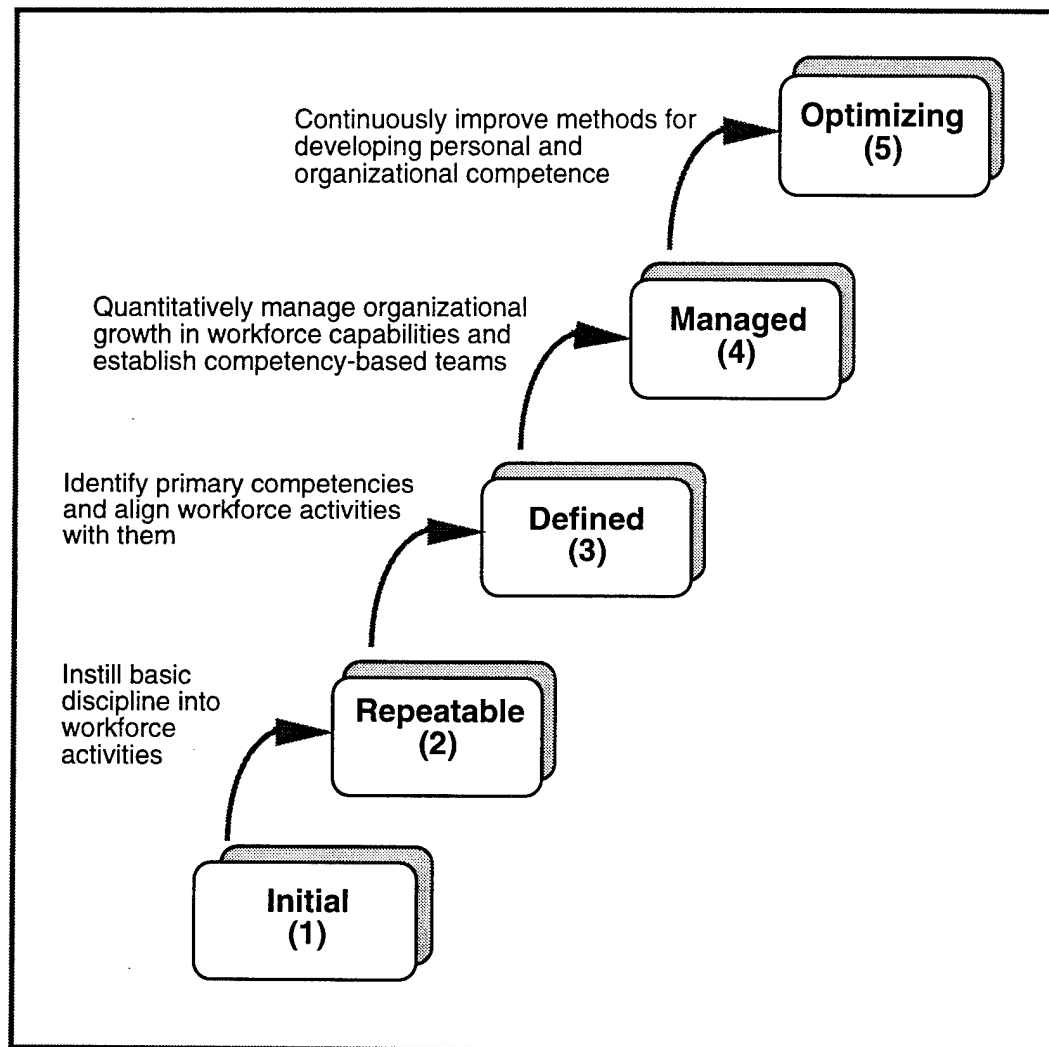 Continuously improve methods for
developing personal and
organizational competence
Optimizing
(5)
Quantitatively manage organizational
growth in workforce capabilities and
establish competency-based teams
Managed
(4)
Identify primary competencies
and align workforce activities
with them
Defined
(3)
Instill basic
discipline into
workforce
activities
Repeatable
(2)
Initial
(1)